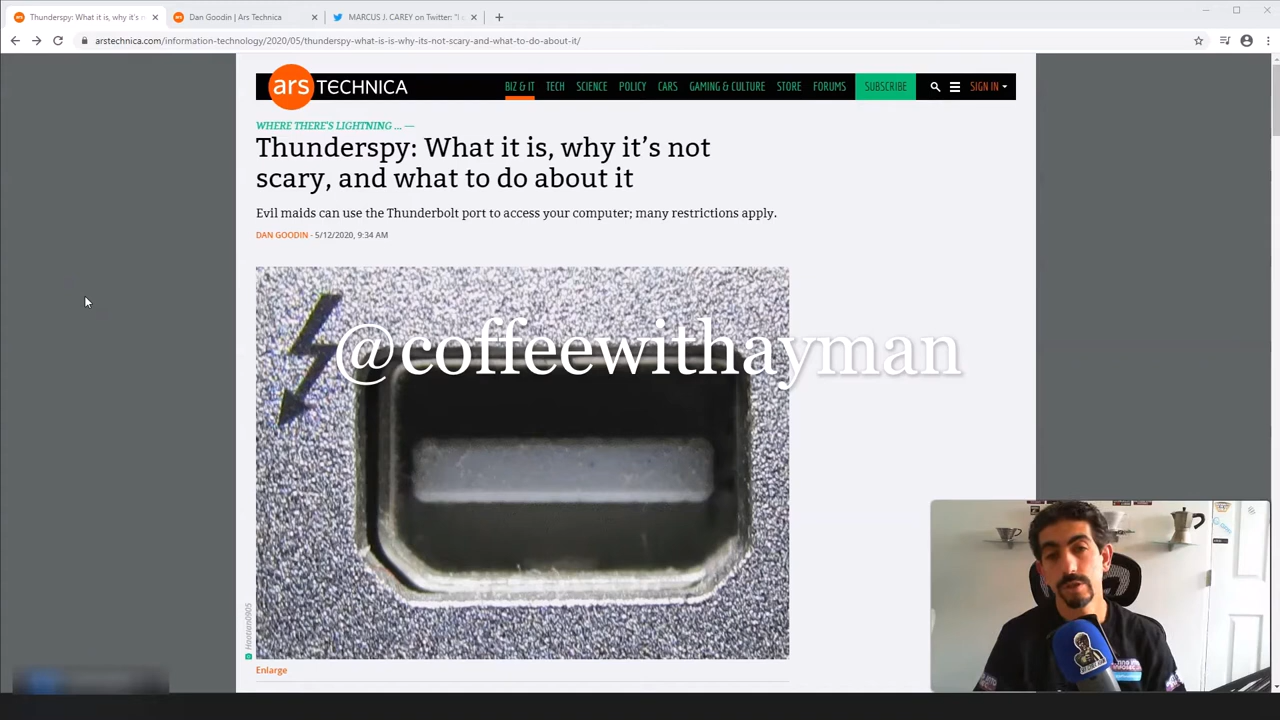 Thunderspy: What it is, why it's n
Dan Goodin | Ars Technica
MARCUS J. CAREY on Twitter: "I
arstechnica.com/information-technology/2020/05/thunderspy-what-is-is-why-its-not-scary-and-what-to-do-about-it/
ars TECHNICA
BIZ & IT TECH SCIENCE POLICY CARS GAMING & CULTURE STORE FORUMS SUBSCRIBE SIGN IN
WHERE THERE'S LIGHTNING ... —
Thunderspy: What it is, why it's not
scary, and what to do about it
Evil maids can use the Thunderbolt port to access your computer; many restrictions apply.
DAN GOODIN - 5/12/2020, 9:34 AM
@coffeewithayman
Haotian0905
Enlarge